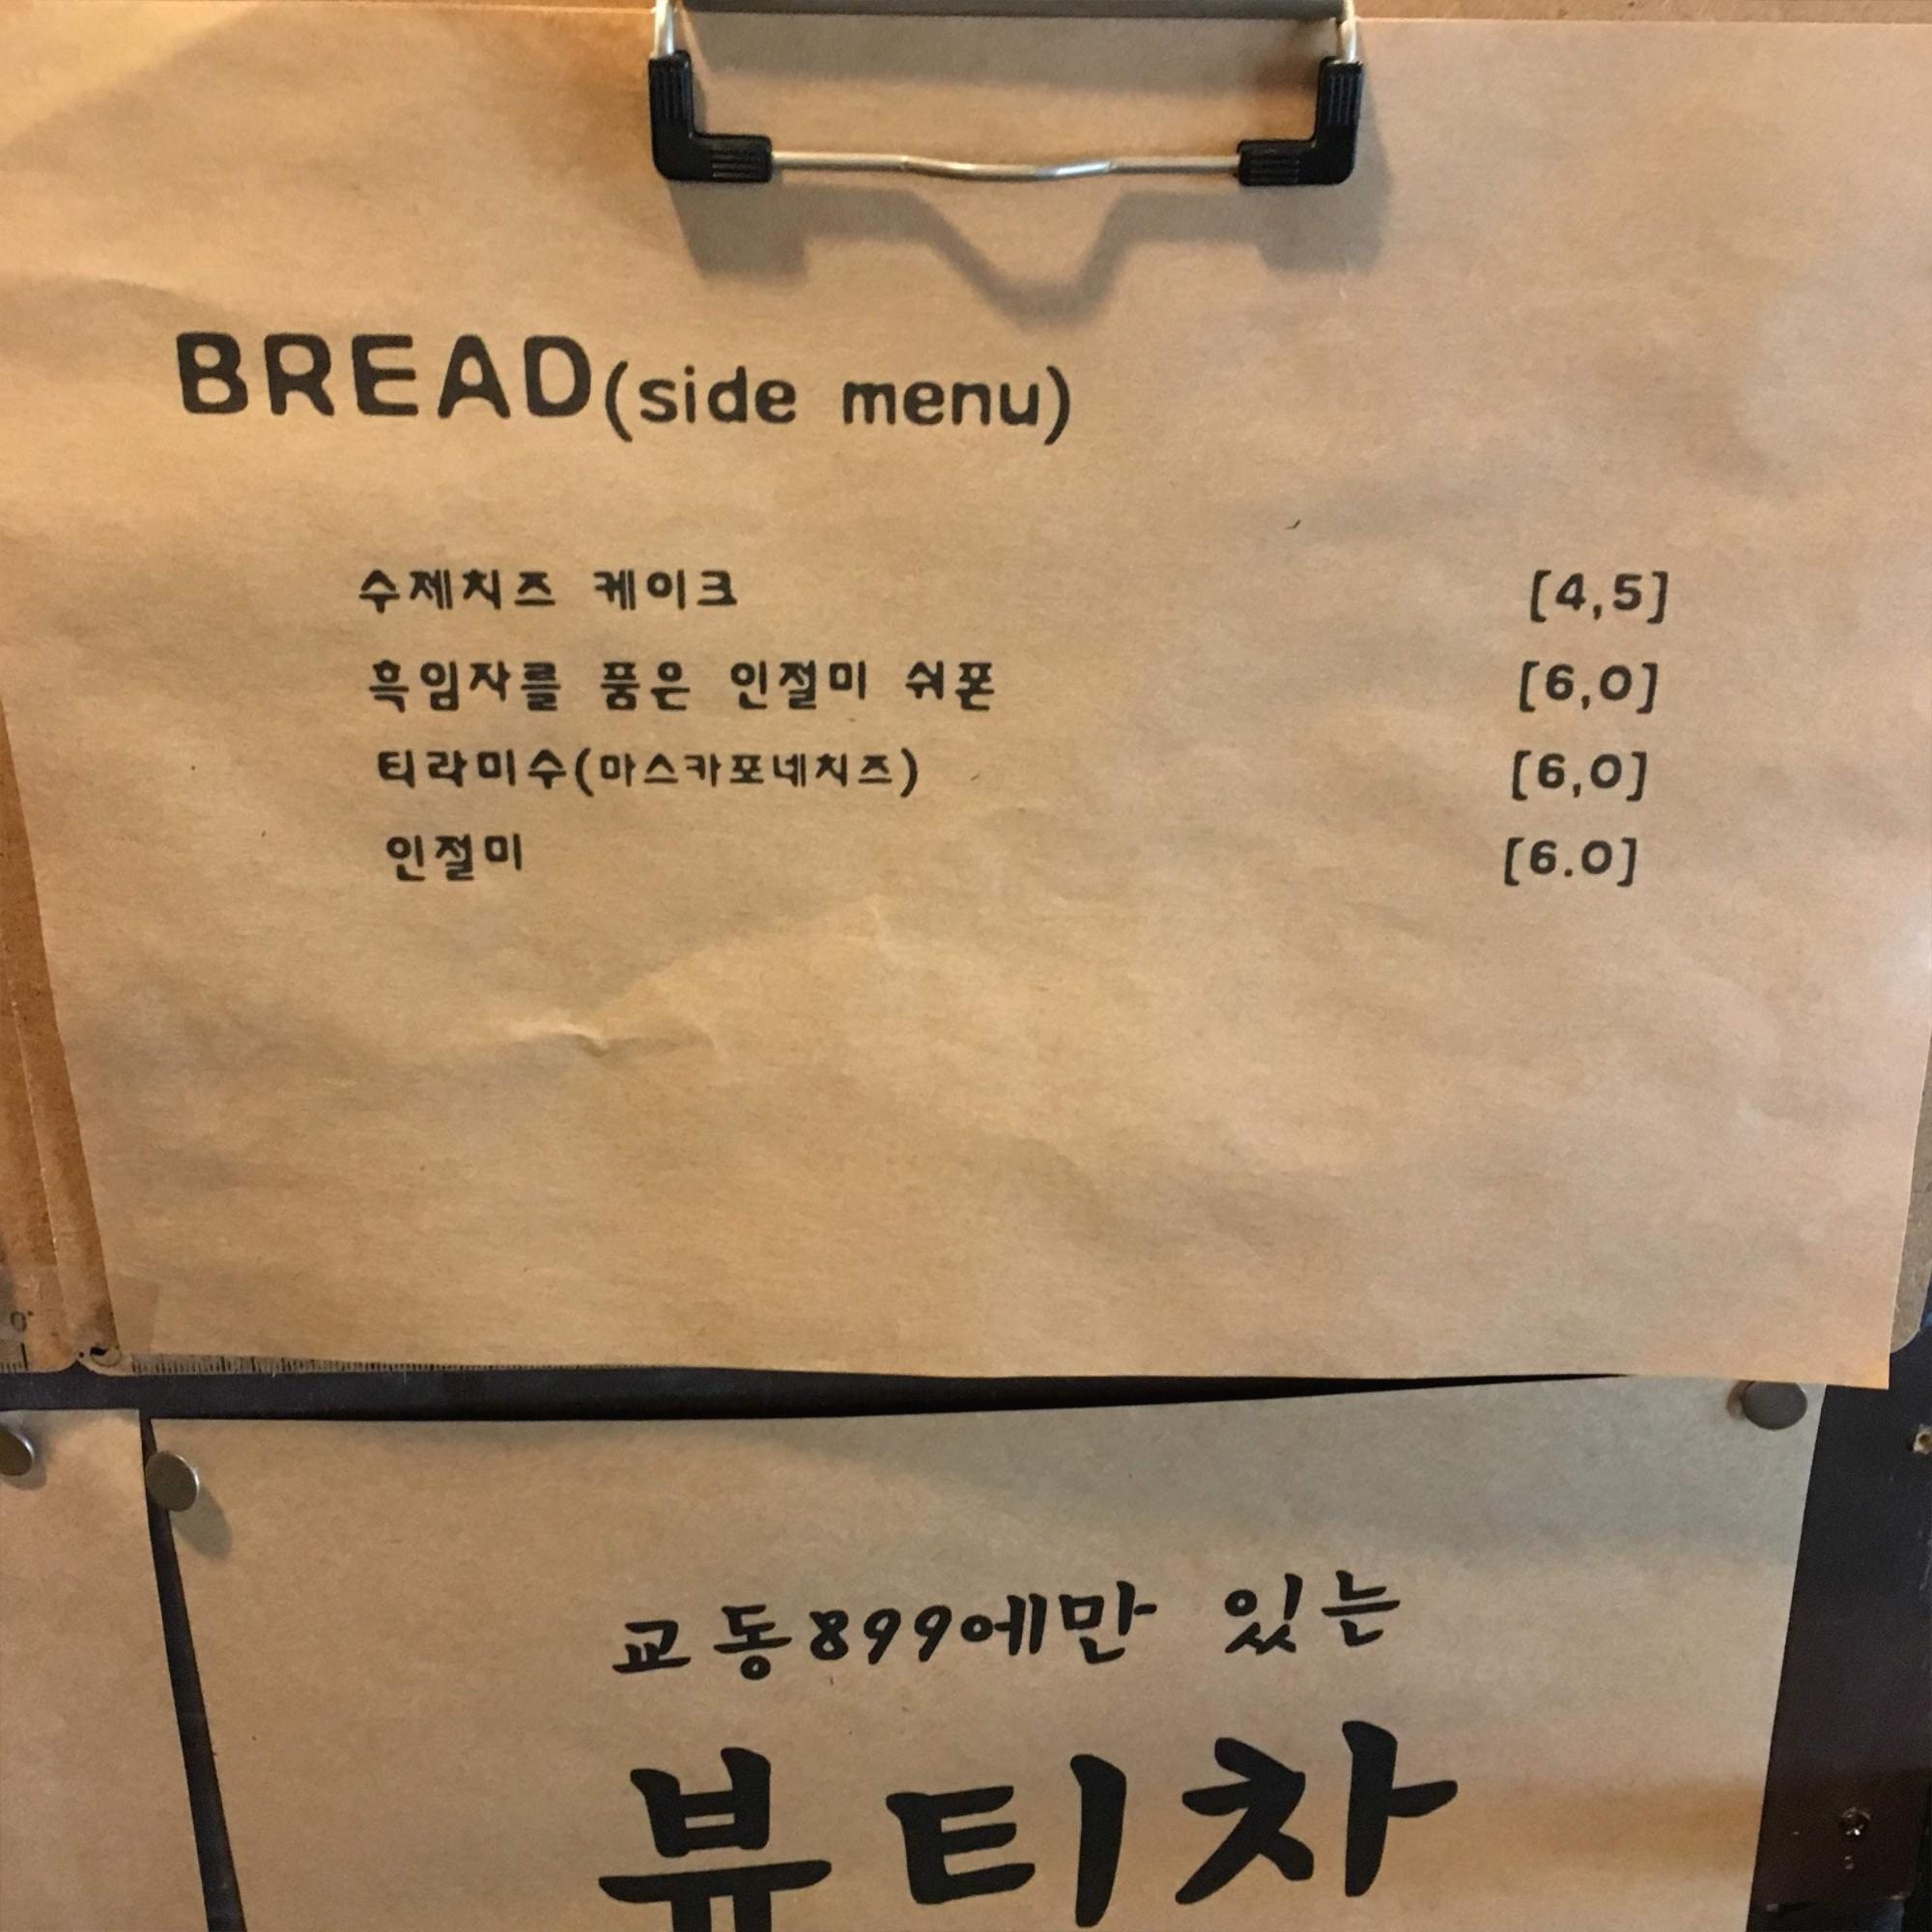 BREAD(side menu)
수제치즈 케이크 [4,5]
흑임자를 품은 인절미 쉬폰 [6,0]
티라미수(마스카포네치즈) [6,0]
인절미 [6.0]
교동899에만 있는
뷰티차